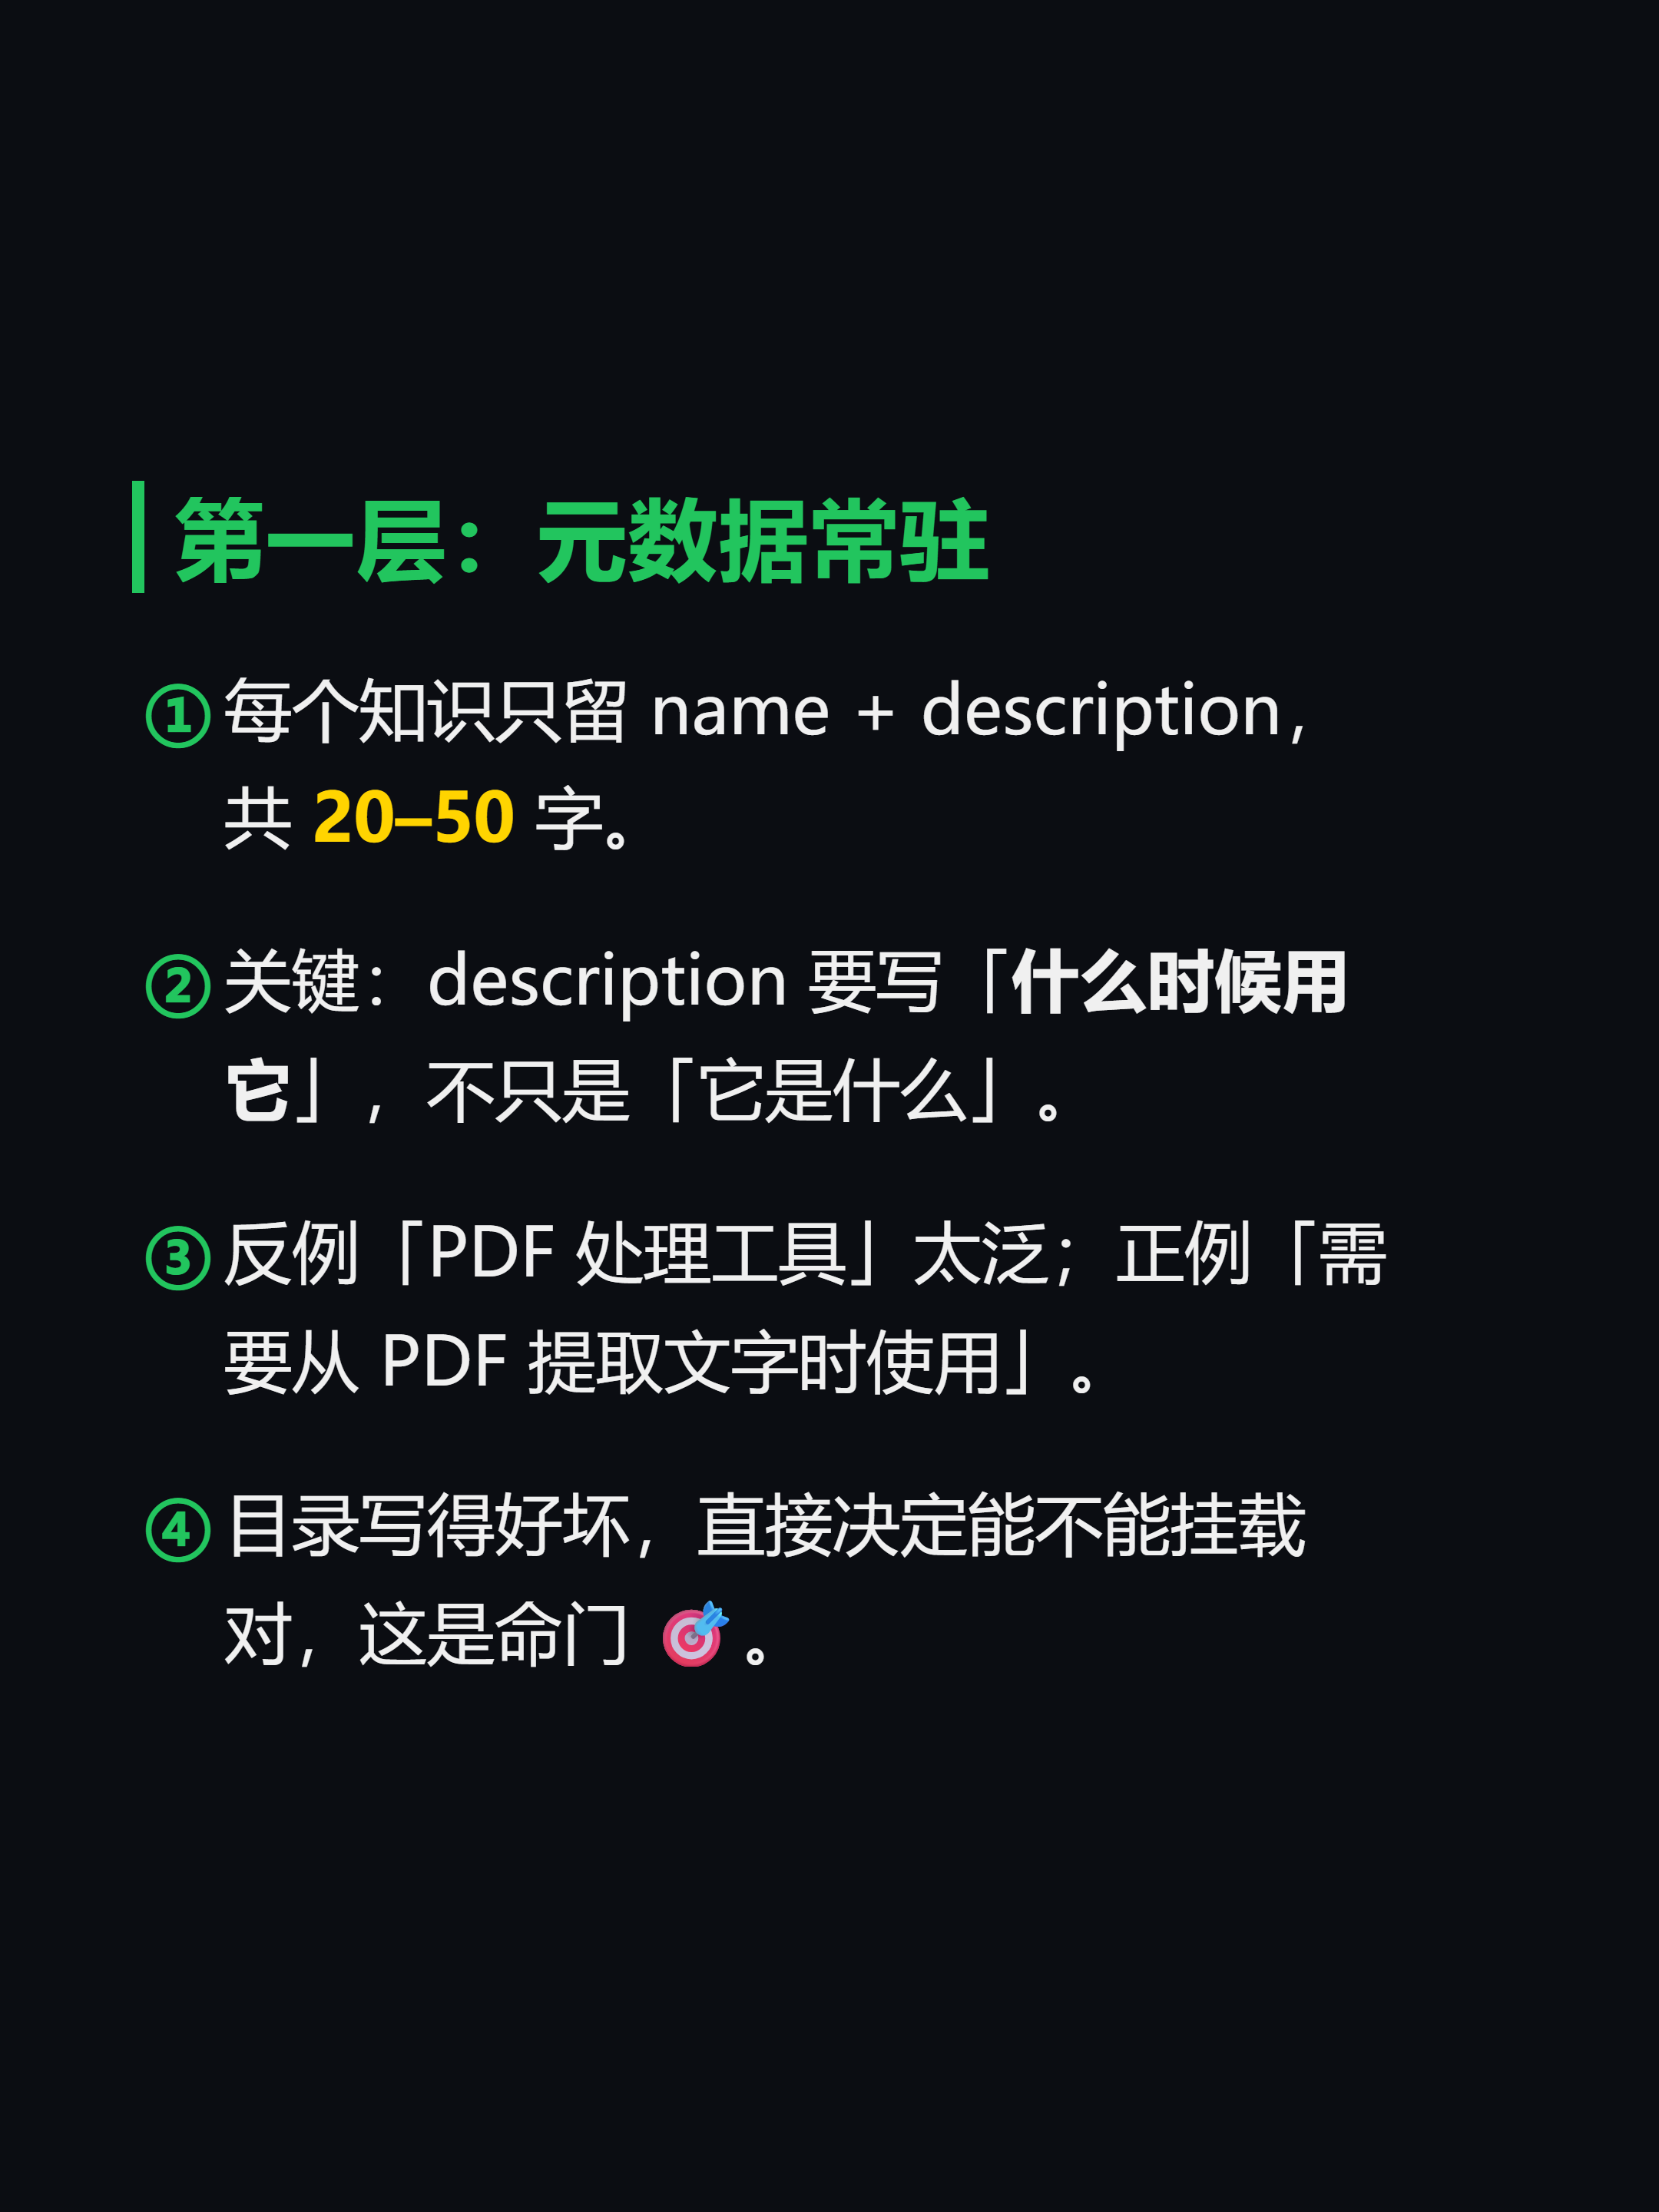 第一层：元数据常驻
①每个知识只留 name + description，
共 20–50 字。
②关键：description 要写「什么时候用
它」，不只是「它是什么」。
③反例「PDF 处理工具」太泛；正例「需
要从 PDF 提取文字时使用」。
④目录写得好坏，直接决定能不能挂载
对，这是命门 🎯。